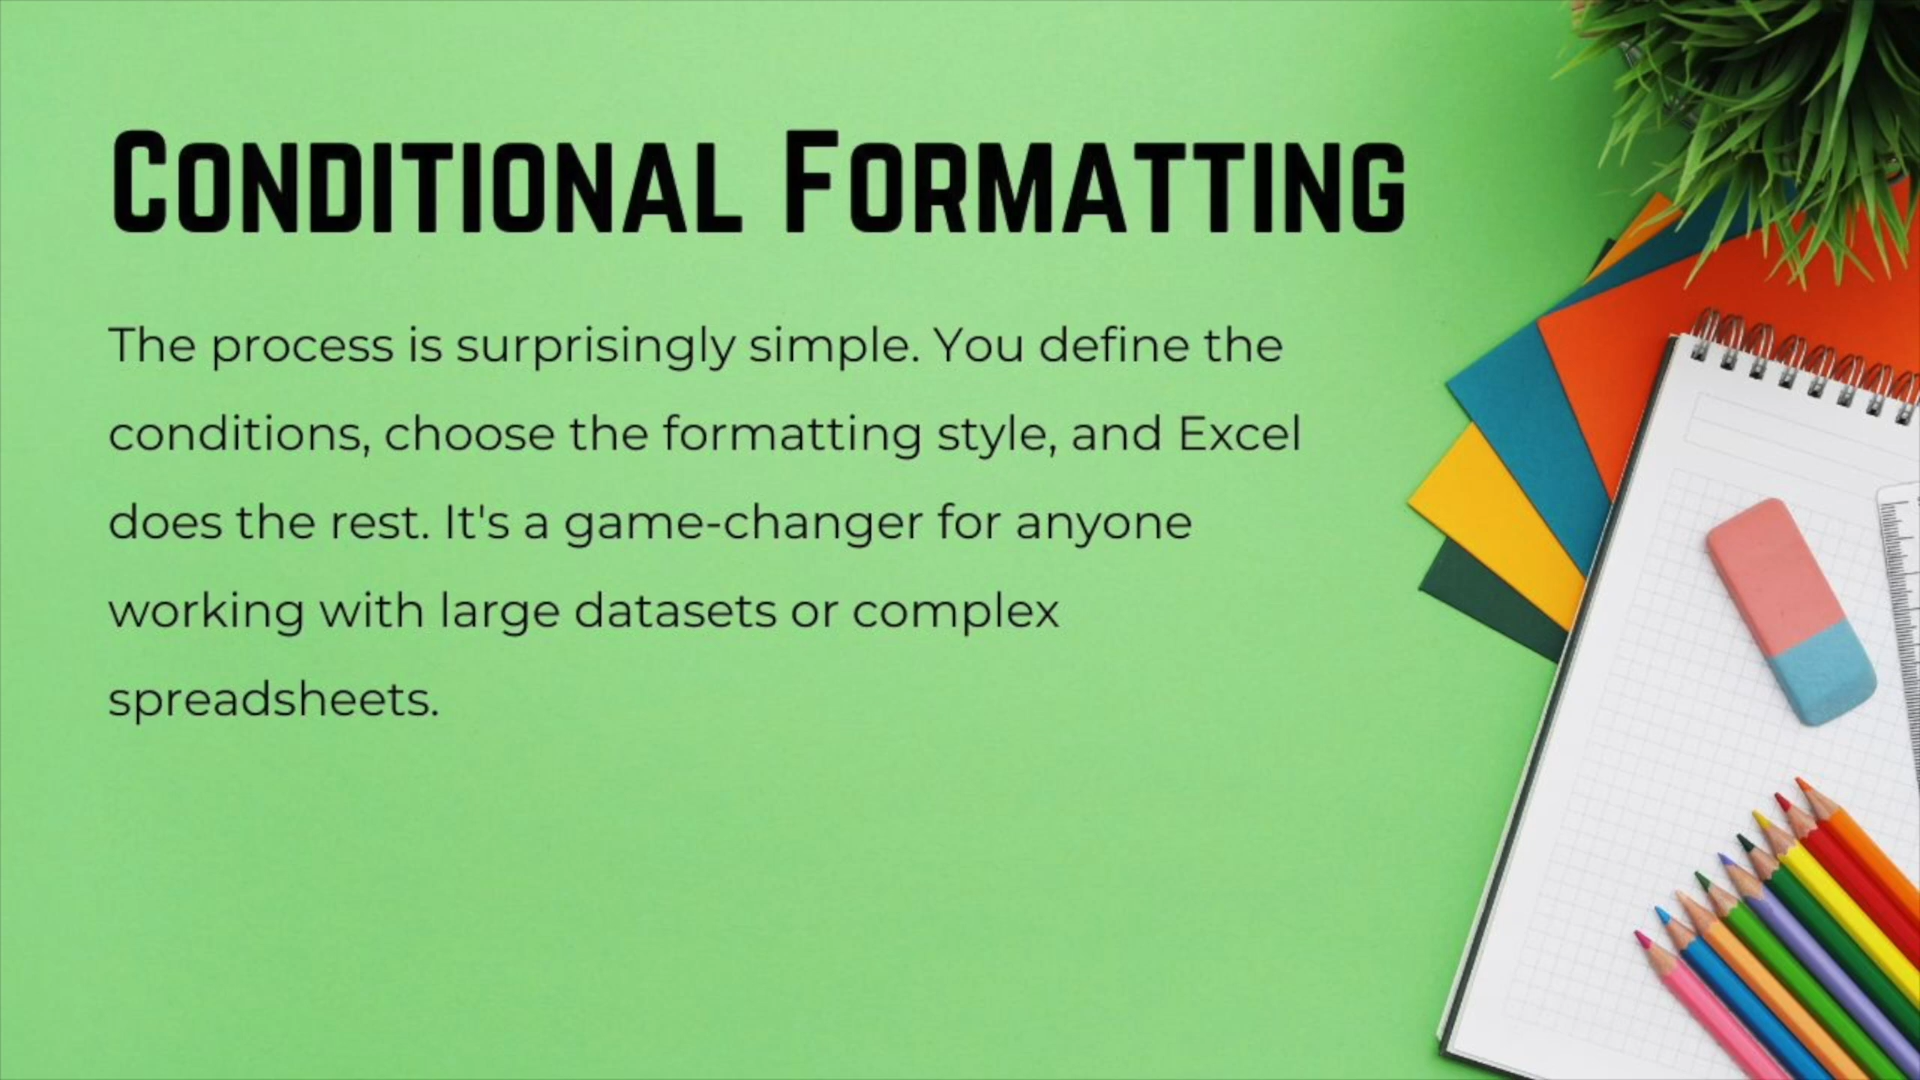 Conditional Formatting
The process is surprisingly simple. You define the
conditions, choose the formatting style, and Excel
does the rest. It's a game-changer for anyone
working with large datasets or complex
spreadsheets.